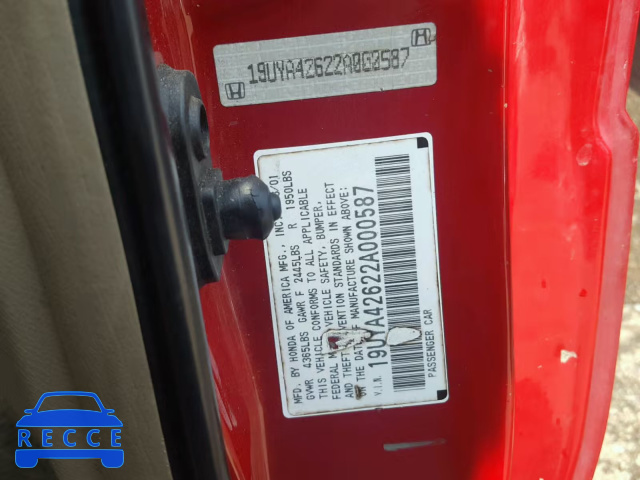 19UYA42622A000587
MFD. BY HONDA OF AMERICA MFG., INC. /01
GVWR 4365LBS GAWR F 2445LBS R 1950LBS
THIS VEHICLE CONFORMS TO ALL APPLICABLE
FEDERAL VEHICLE SAFETY, BUMPER,
AND THEFT PREVENTION STANDARDS IN EFFECT
ON THE DATE OF MANUFACTURE SHOWN ABOVE:
19UYA42622A000587
V.I.N.
PASSENGER CAR
RECCE